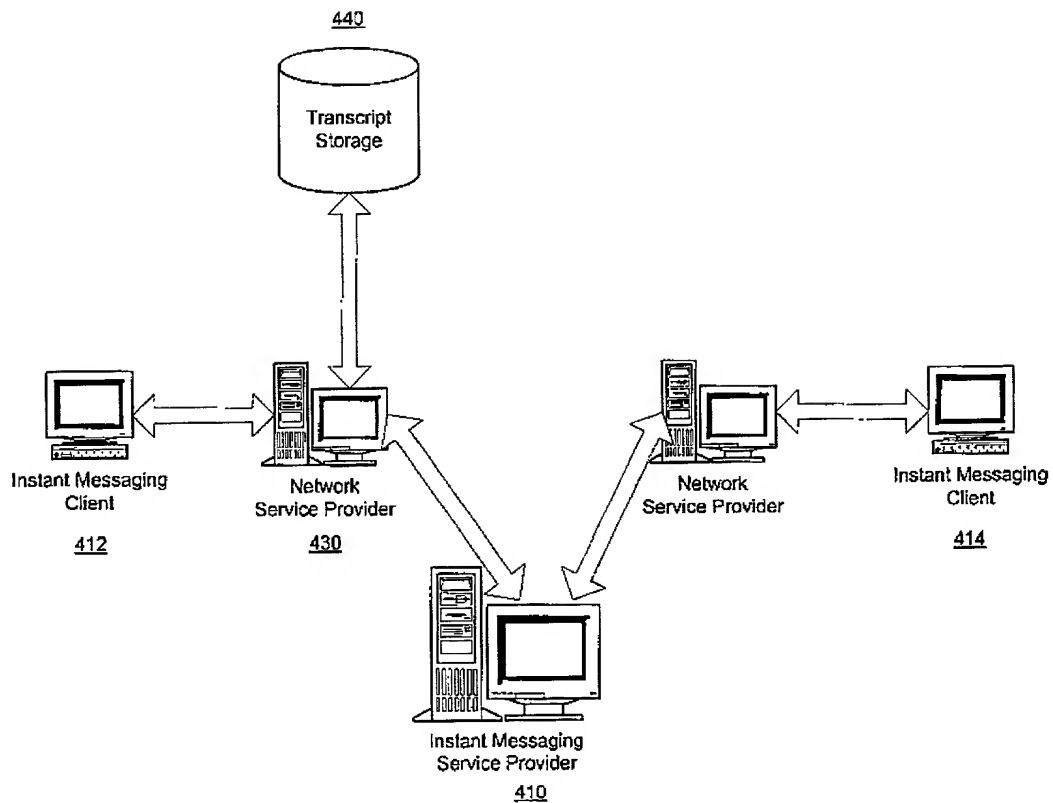 440
Transcript
Storage
Instant Messaging
Client
412
Network
Service Provider
430
Network
Service Provider
Instant Messaging
Client
414
Instant Messaging
Service Provider
410